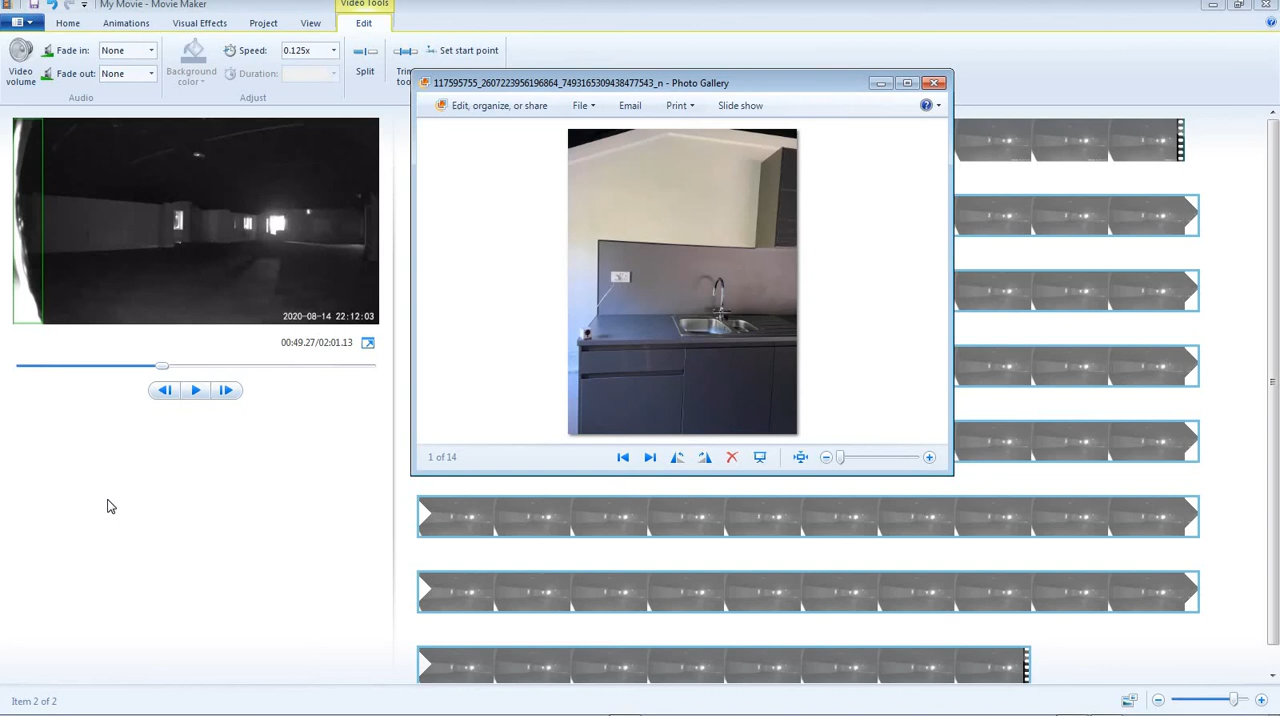 My Movie - Movie Maker
Video Tools
Home
Animations
Visual Effects
Project
View
Edit
Video
volume
Fade in:
None
Fade out:
None
Audio
Background
color
Speed:
0.125x
Duration:
Adjust
Split
Trim
Set start point
117595755_2607223956196864_7493165309438477543_n - Photo Gallery
Edit, organize, or share
File
Email
Print
Slide show
2020-08-14 22:12:03
00:49.27/02:01.13
1 of 14
Item 2 of 2